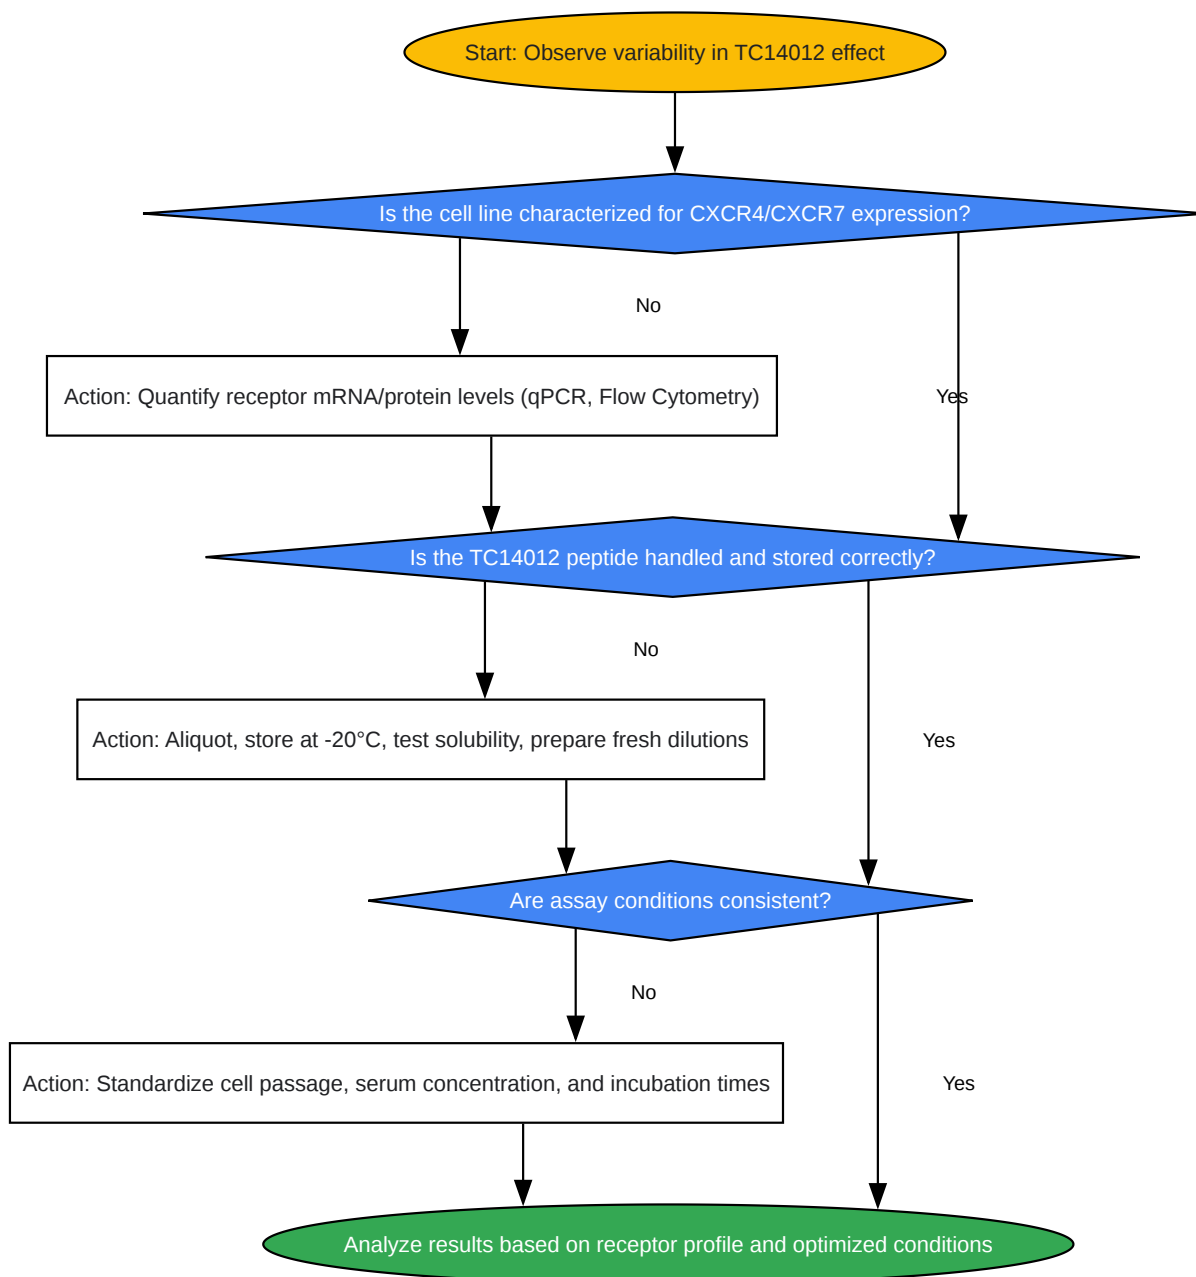 Start: Observe variability in TC14012 effect
Is the cell line characterized for CXCR4/CXCR7 expression?
No
Action: Quantify receptor mRNA/protein levels (qPCR, Flow Cytometry)
Yes
Is the TC14012 peptide handled and stored correctly?
No
Action: Aliquot, store at -20°C, test solubility, prepare fresh dilutions
Yes
Are assay conditions consistent?
No
Action: Standardize cell passage, serum concentration, and incubation times
Yes
Analyze results based on receptor profile and optimized conditions